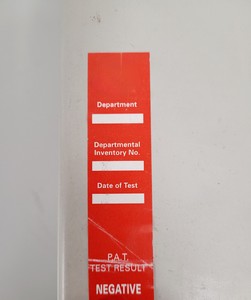 Department
Departmental
Inventory No.
Date of Test
P.A.T.
TEST RESULT
NEGATIVE